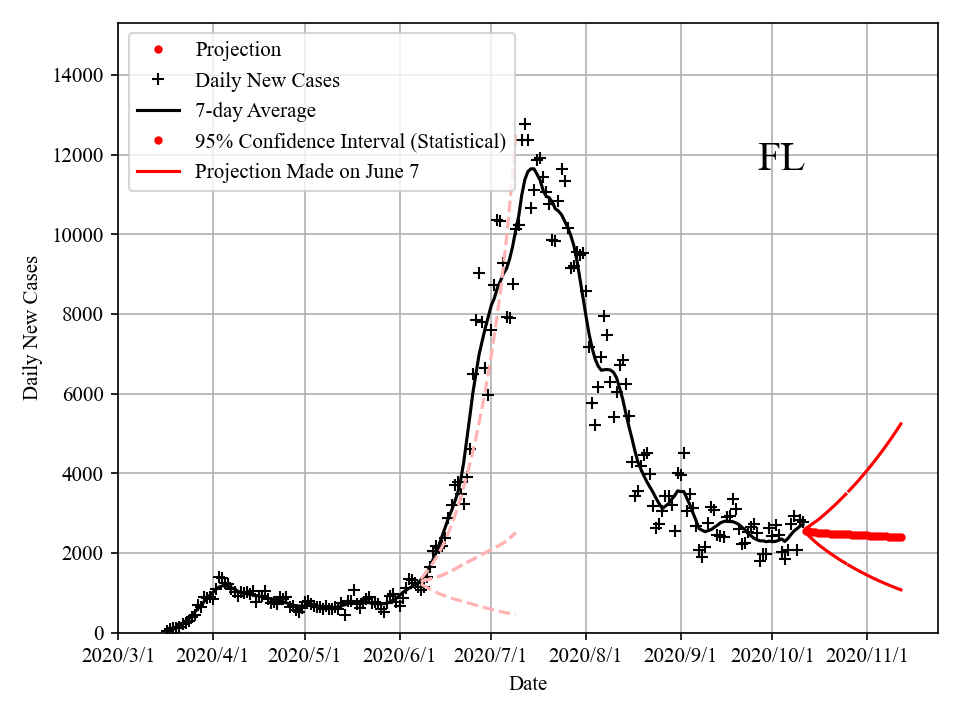 Projection
Daily New Cases
7-day Average
95% Confidence Interval (Statistical)
Projection Made on June 7
FL
14000
12000
10000
8000
6000
4000
2000
0
Daily New Cases
2020/3/1 2020/4/1 2020/5/1 2020/6/1 2020/7/1 2020/8/1 2020/9/1 2020/10/1 2020/11/1
Date